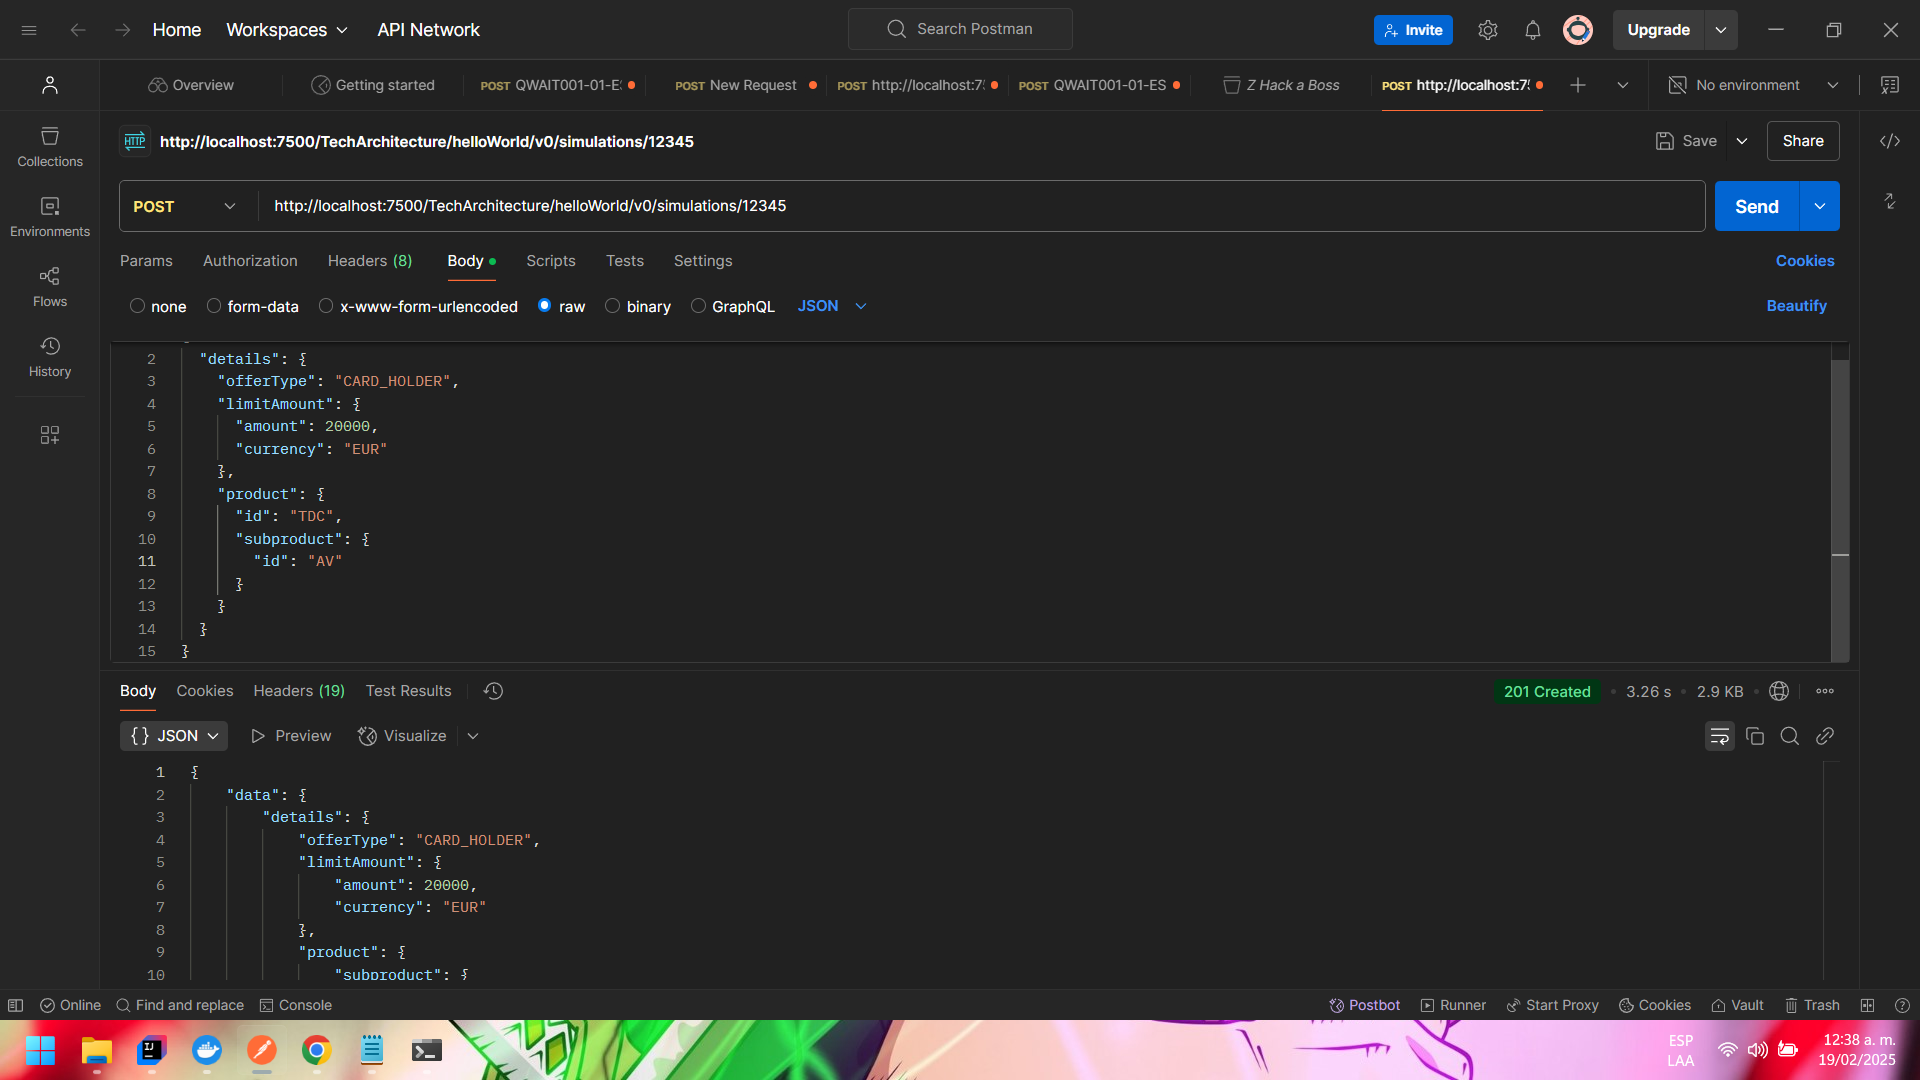 Home Workspaces API Network Search Postman Invite Upgrade
Overview Getting started POST QWAIT001-01-E POST New Request POST http://localhost:7 POST QWAIT001-01-ES Z Hack a Boss POST http://localhost:75 No environment
HTTP http://localhost:7500/TechArchitecture/helloWorld/v0/simulations/12345 Save Share
Collections
Environments
Flows
History
POST http://localhost:7500/TechArchitecture/helloWorld/v0/simulations/12345 Send
Params Authorization Headers (8) Body Scripts Tests Settings Cookies
none form-data x-www-form-urlencoded raw binary GraphQL JSON Beautify
2 "details": {
3 "offerType": "CARD_HOLDER",
4 "limitAmount": {
5 "amount": 20000,
6 "currency": "EUR"
7 },
8 "product": {
9 "id": "TDC",
10 "subproduct": {
11 "id": "AV"
12 }
13 }
14 }
15 }
Body Cookies Headers (19) Test Results 201 Created 3.26 s 2.9 KB
{} JSON Preview Visualize
1 {
2 "data": {
3 "details": {
4 "offerType": "CARD_HOLDER",
5 "limitAmount": {
6 "amount": 20000,
7 "currency": "EUR"
8 },
9 "product": {
10 "subproduct": {
Online Find and replace Console Postbot Runner Start Proxy Cookies Vault Trash
IJ
ESP
LAA
12:38 a. m.
19/02/2025